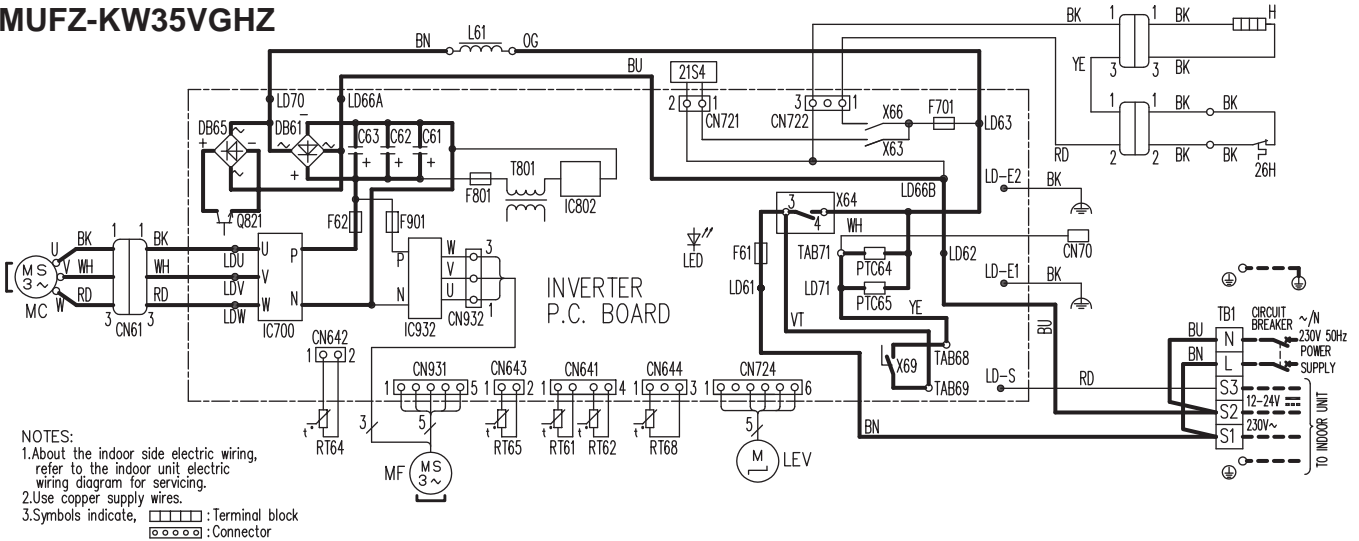 MUFZ-KW35VGHZ
BN L61 OG
BK 1 1 BK H
BU
21S4
YE 3 3 BK
LD70 LD66A
2 1 CN721
3 1 CN722
X66 F701
X63
LD63
1 1 BK BK
DB65 ~ + - ~
DB61 - ~ ~ +
C63 C62 C61
+ + +
T801
F801 IC802
RD 2 2 BK BK
26H
LD-E2 BK
LD66B
Q821
F62 F901
3 X64
4
WH
LED
F61
TAB71 PTC64
LD62
CN70
U BK 1 1 BK LDU U P
MS 3~ V WH WH LDV V
W RD 3 3 RD LDW W N
MC CN61 IC700
P W 3
V
N U 1
IC932 CN932
INVERTER
P.C. BOARD
LD61 LD71 PTC65
LD-E1 BK
VT YE
BU
TB1 CIRCUIT BREAKER ~/N
BU N 230V 50Hz
POWER
BN L SUPPLY
X69 TAB68
TAB69
LD-S RD
S3
12-24V
S2
230V~
S1
TO INDOOR UNIT
CN642
1 2
CN931
1 5
CN643
1 2
CN641
1 4
CN644
1 3
CN724
1 6
BN
t° RT64
3 5
t° RT65
t° RT61 t° RT62
t° RT68
5
MF MS 3~
M LEV
NOTES:
1.About the indoor side electric wiring,
refer to the indoor unit electric
wiring diagram for servicing.
2.Use copper supply wires.
3.Symbols indicate, : Terminal block
: Connector